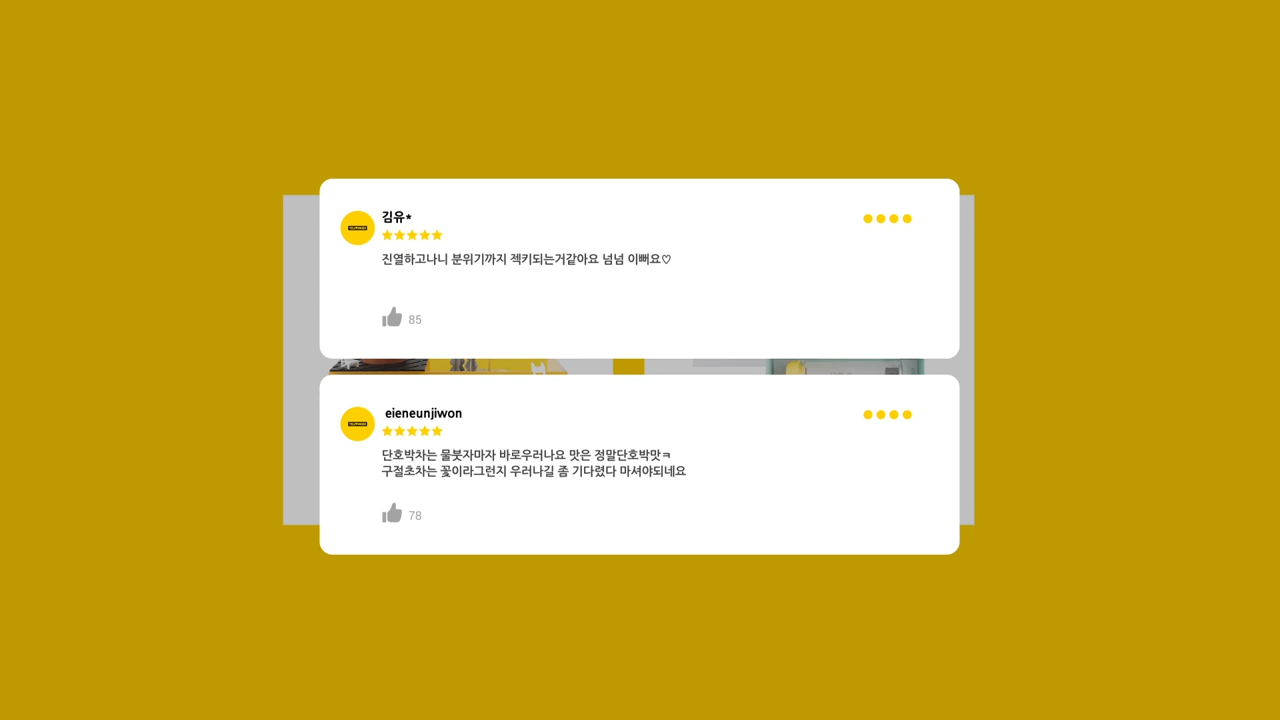 김유*
진열하고나니 분위기까지 젝키되는거같아요 넘넘 이뻐요♡
85
eieneunjiwon
단호박차는 물붓자마자 바로우러나요 맛은 정말단호박맛ㅋ
구절초차는 꽃이라그런지 우러나길 좀 기다렸다 마셔야되네요
78